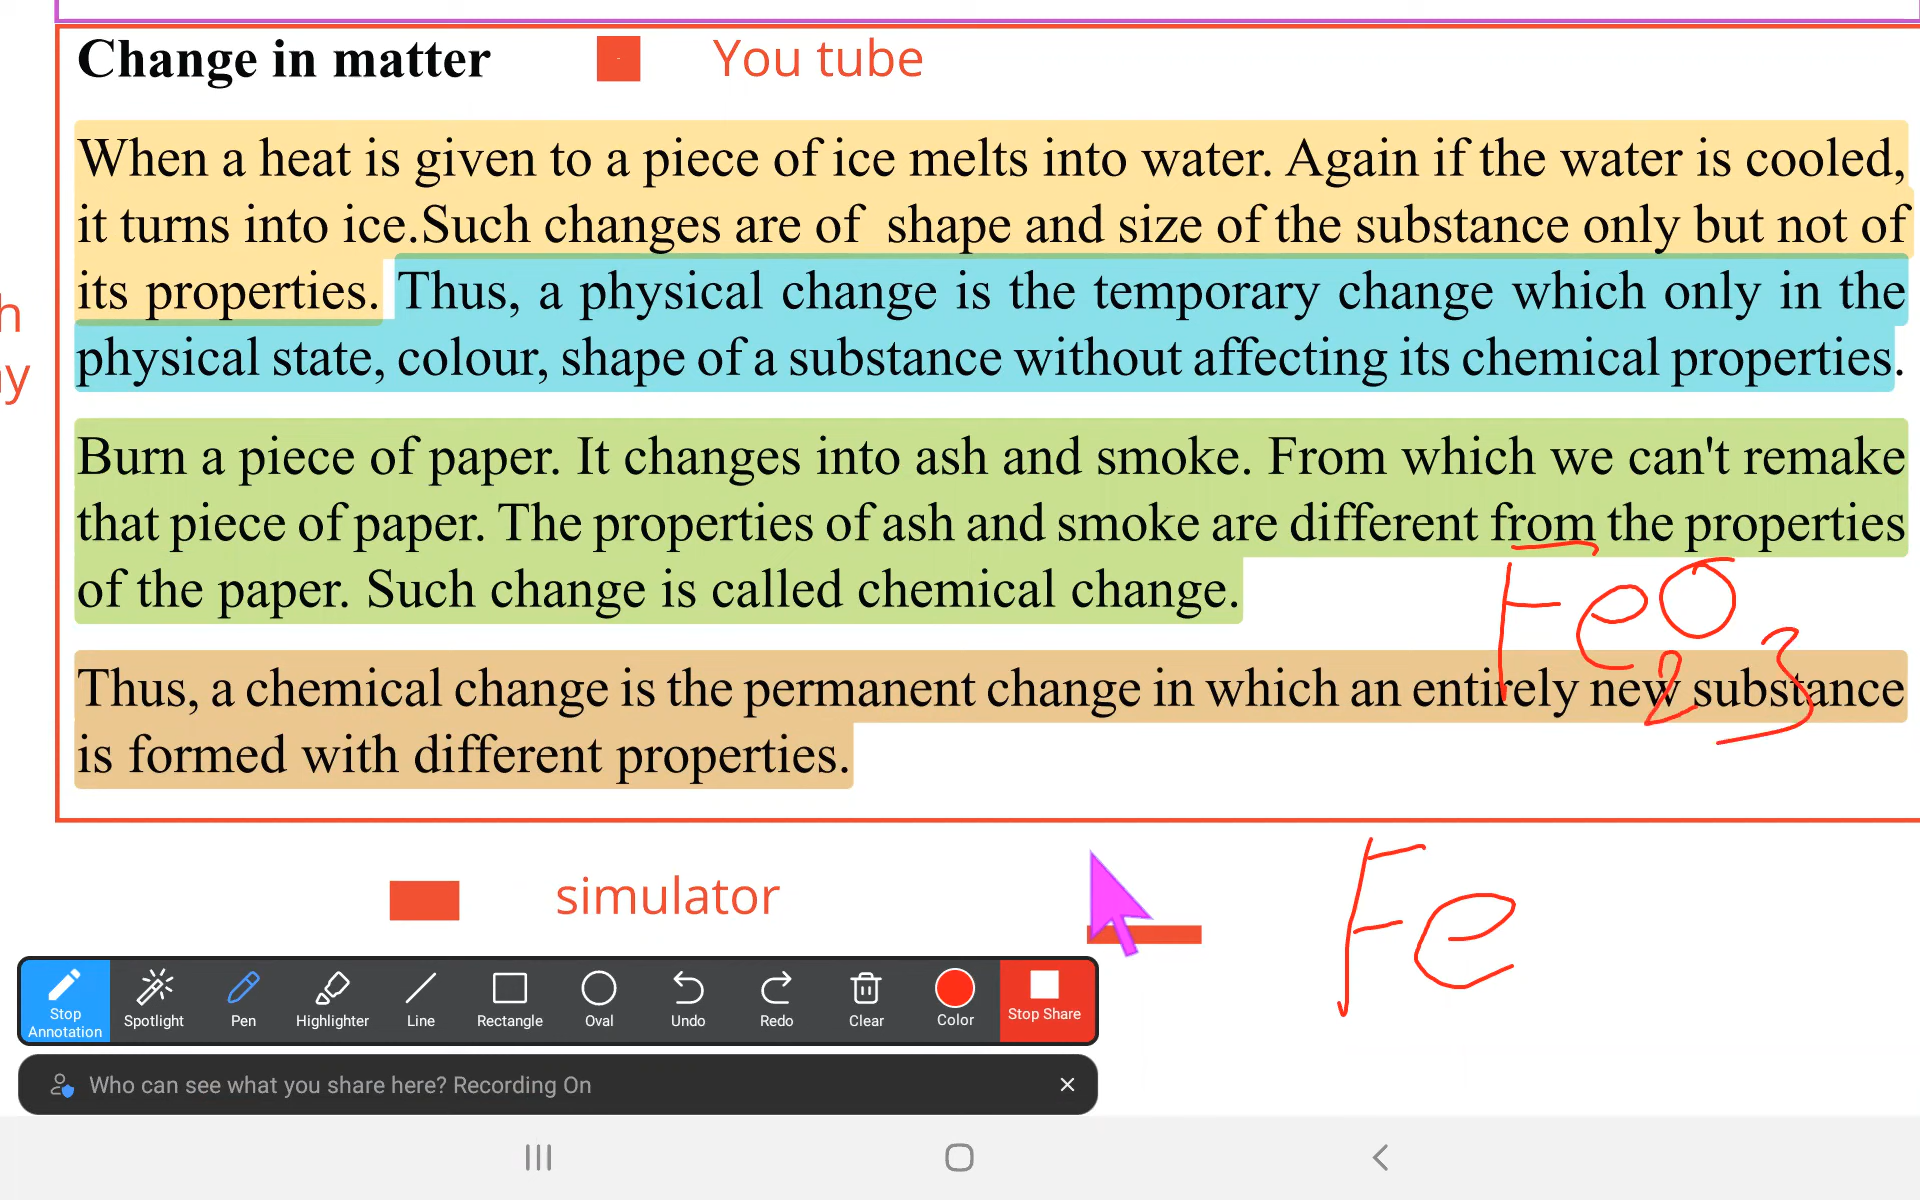 Change in matter
You tube
When a heat is given to a piece of ice melts into water. Again if the water is cooled,
it turns into ice.Such changes are of shape and size of the substance only but not of
its properties. Thus, a physical change is the temporary change which only in the
physical state, colour, shape of a substance without affecting its chemical properties.
h
y
Burn a piece of paper. It changes into ash and smoke. From which we can't remake
that piece of paper. The properties of ash and smoke are different from the properties
of the paper. Such change is called chemical change.
FeO
2 3
Thus, a chemical change is the permanent change in which an entirely new substance
is formed with different properties.
simulator
Fe
Stop Annotation
Spotlight
Pen
Highlighter
Line
Rectangle
Oval
Undo
Redo
Clear
Color
Stop Share
Who can see what you share here? Recording On